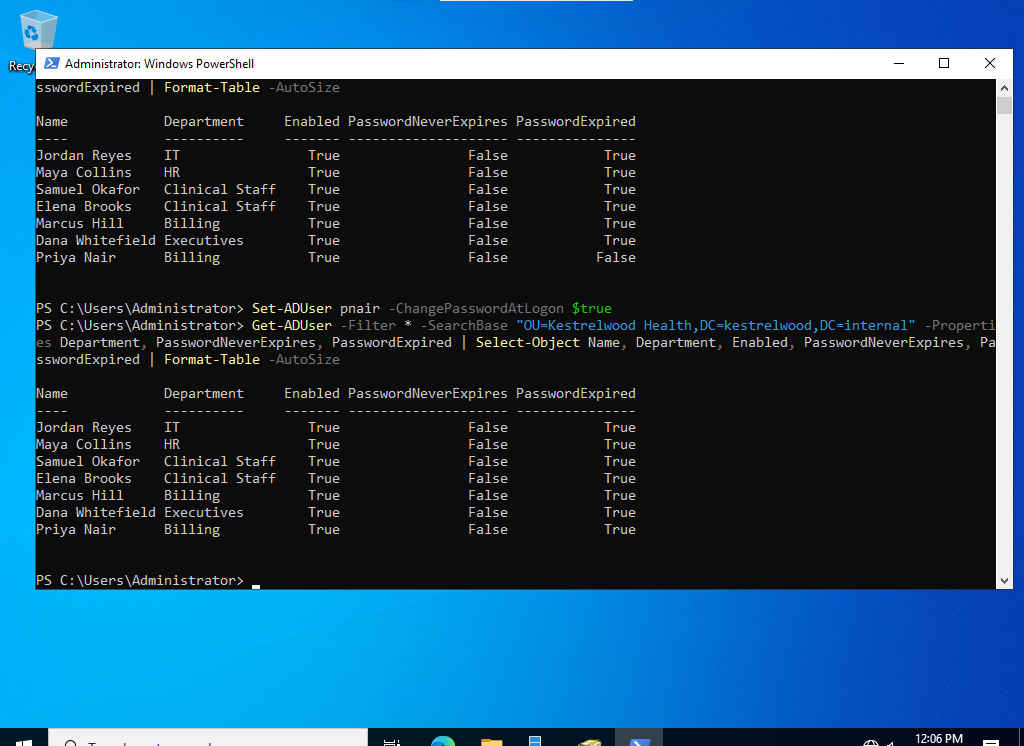 Recy
Administrator: Windows PowerShell
sswordExpired | Format-Table -AutoSize
Name Department Enabled PasswordNeverExpires PasswordExpired
---- ---------- ------- -------------------- ---------------
Jordan Reyes IT True False True
Maya Collins HR True False True
Samuel Okafor Clinical Staff True False True
Elena Brooks Clinical Staff True False True
Marcus Hill Billing True False True
Dana Whitefield Executives True False True
Priya Nair Billing True False False
PS C:\Users\Administrator> Set-ADUser pnair -ChangePasswordAtLogon $true
PS C:\Users\Administrator> Get-ADUser -Filter * -SearchBase "OU=Kestrelwood Health,DC=kestrelwood,DC=internal" -Properti
es Department, PasswordNeverExpires, PasswordExpired | Select-Object Name, Department, Enabled, PasswordNeverExpires, Pa
sswordExpired | Format-Table -AutoSize
Name Department Enabled PasswordNeverExpires PasswordExpired
---- ---------- ------- -------------------- ---------------
Jordan Reyes IT True False True
Maya Collins HR True False True
Samuel Okafor Clinical Staff True False True
Elena Brooks Clinical Staff True False True
Marcus Hill Billing True False True
Dana Whitefield Executives True False True
Priya Nair Billing True False True
PS C:\Users\Administrator>
12:06 PM